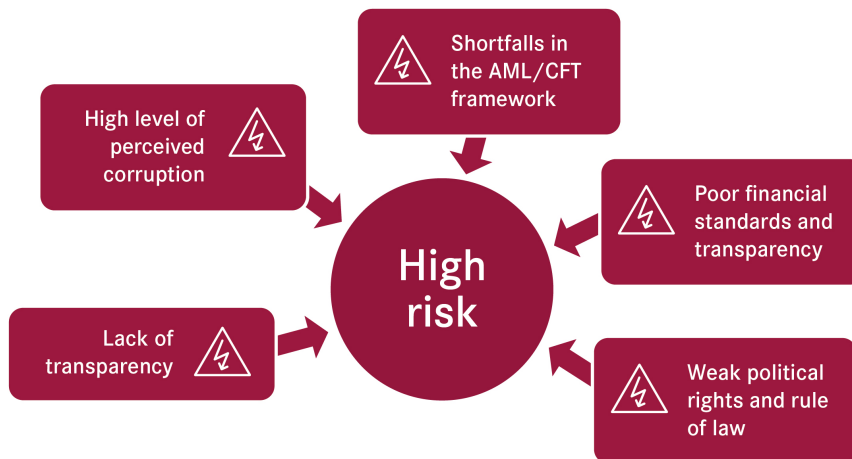 Shortfalls in
the AML/CFT
framework
High level of
perceived
corruption
Poor financial
standards and
transparency
High
risk
Lack of
transparency
Weak political
rights and rule
of law